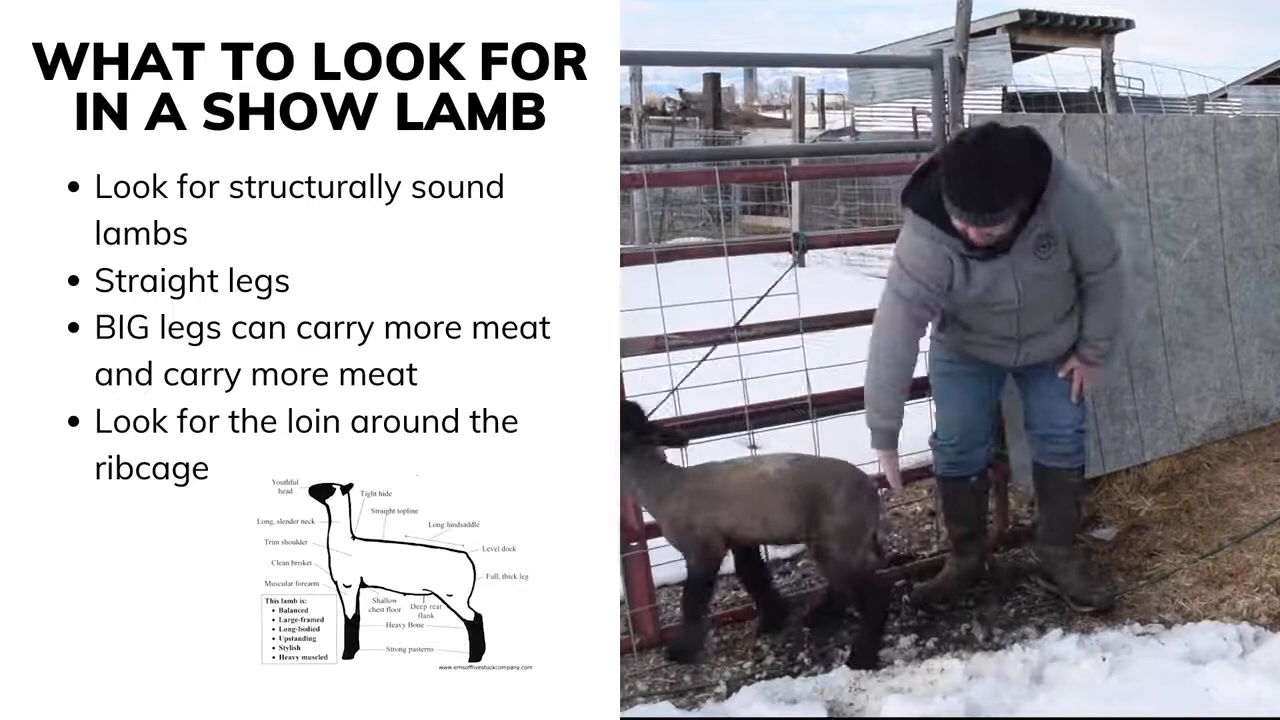 WHAT TO LOOK FOR
IN A SHOW LAMB
• Look for structurally sound
lambs
• Straight legs
• BIG legs can carry more meat
and carry more meat
• Look for the loin around the
ribcage
Youthful
head
Tight hide
Straight topline
Long, slender neck
Long hindsaddle
Trim shoulder
Level dock
Clean brisket
Full, thick leg
Muscular forearm
Shallow
chest floor
Deep rear
flank
Heavy Bone
Strong pasterns
This lamb is:
• Balanced
• Large-framed
• Long-bodied
• Upstanding
• Stylish
• Heavy muscled